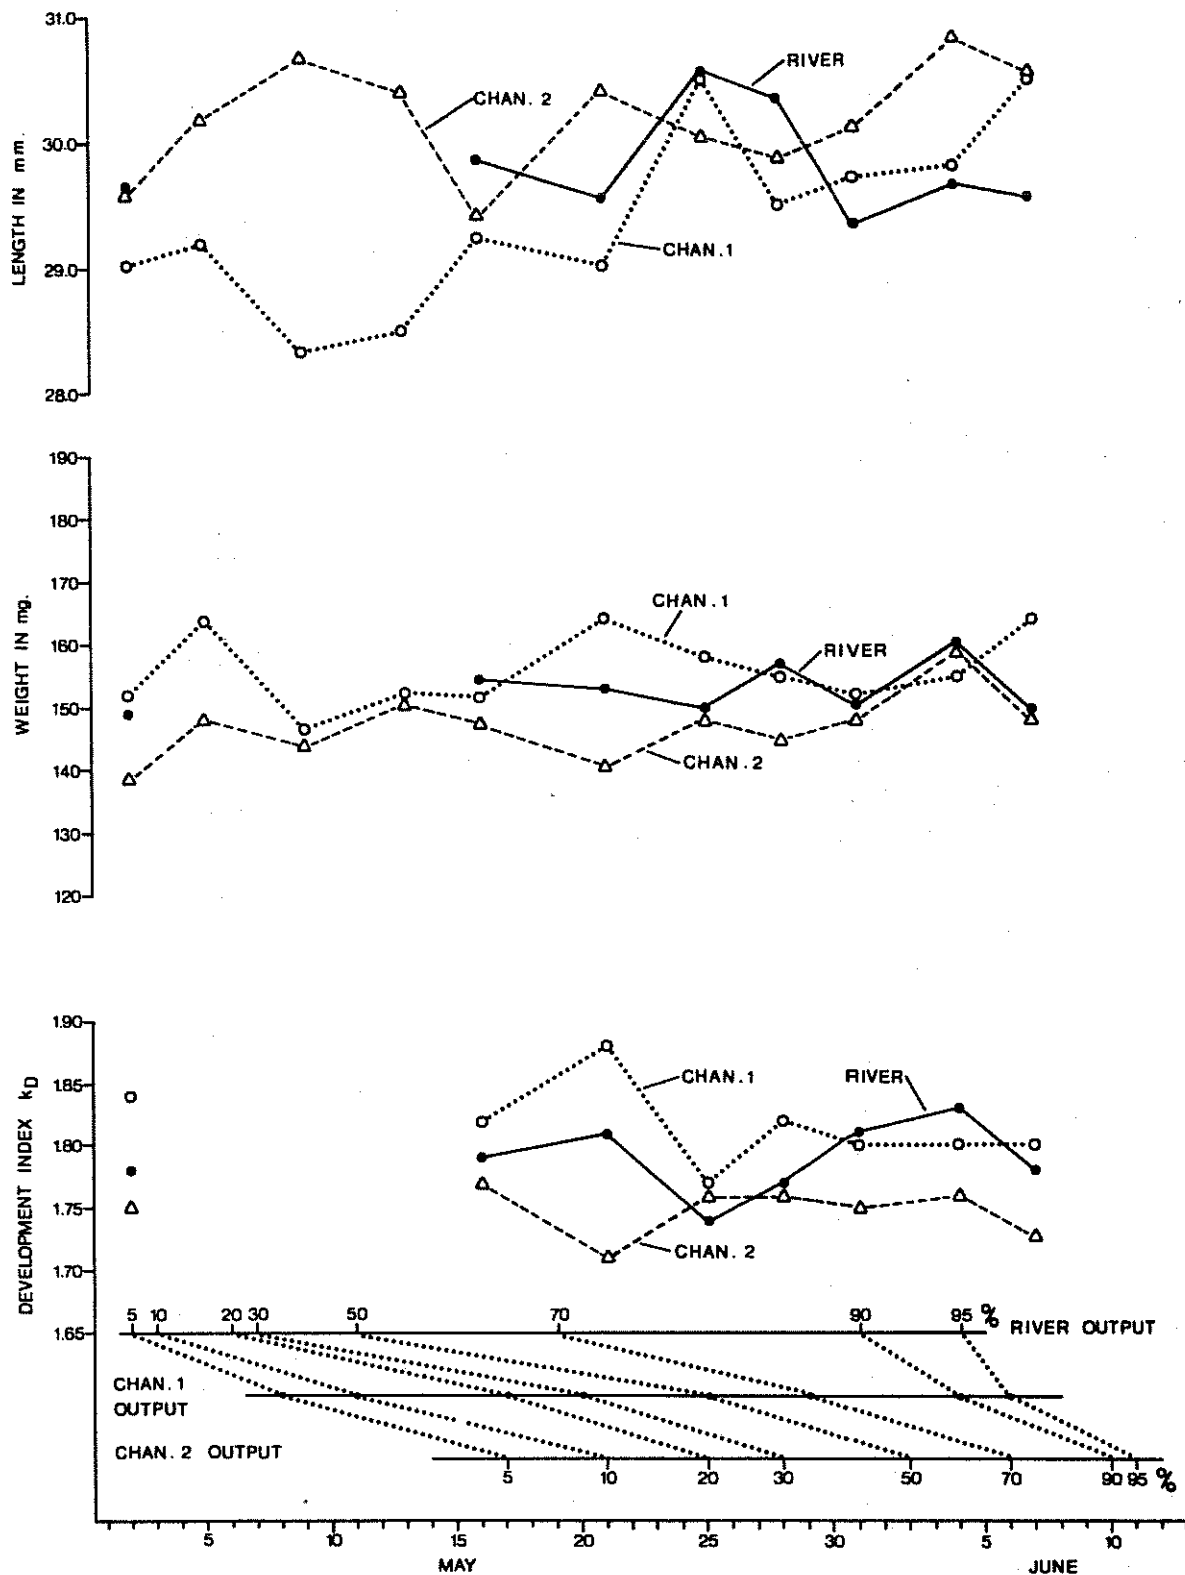 LENGTH IN mm.
31.0
30.0
29.0
28.0
RIVER
CHAN. 2
CHAN.1
WEIGHT IN mg.
190
180
170
160
150
140
130
120
CHAN.1
RIVER
CHAN.2
DEVELOPMENT INDEX kD
1.90
1.85
1.80
1.75
1.70
1.65
CHAN.1
RIVER
CHAN. 2
5 10 20 30 50 70 90 95 %
RIVER OUTPUT
CHAN.1
OUTPUT
CHAN.2 OUTPUT
5 10 20 30 50 70 90 95 %
5 10 15 20 25 30 5 10
MAY JUNE